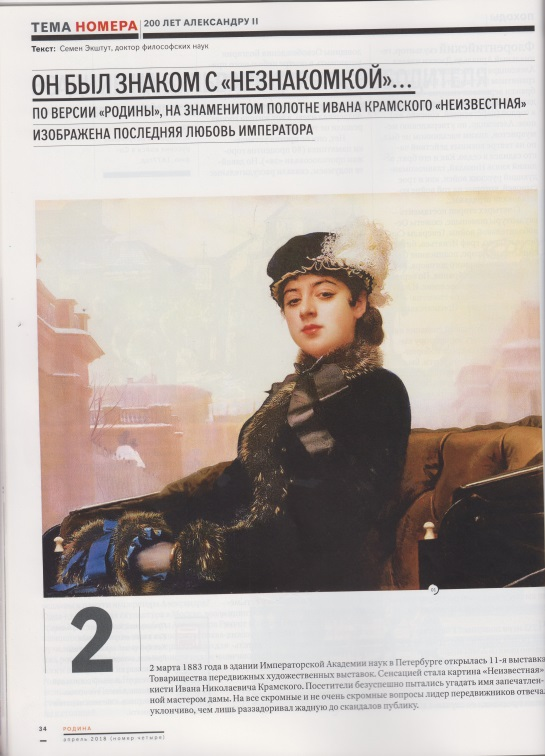 ТЕМА НОМЕРА 200 ЛЕТ АЛЕКСАНДРУ II
Текст: Семен Экштут, доктор философских наук
ОН БЫЛ ЗНАКОМ С «НЕЗНАКОМКОЙ»...
ПО ВЕРСИИ «РОДИНЫ», НА ЗНАМЕНИТОМ ПОЛОТНЕ ИВАНА КРАМСКОГО «НЕИЗВЕСТНАЯ»
ИЗОБРАЖЕНА ПОСЛЕДНЯЯ ЛЮБОВЬ ИМПЕРАТОРА
2
2 марта 1883 года в здании Императорской Академии наук в Петербурге открылась 11-я выставка
Товарищества передвижных художественных выставок. Сенсацией стала картина «Неизвестная»
кисти Ивана Николаевича Крамского. Посетители безуспешно пытались угадать имя запечатлен-
ной мастером дамы. На все скромные и не очень скромные вопросы лидер передвижников отвеча
уклончиво, чем лишь раззадоривал жадную до скандалов публику.
34 РОДИНА
апрель 2018 (номер четыре)